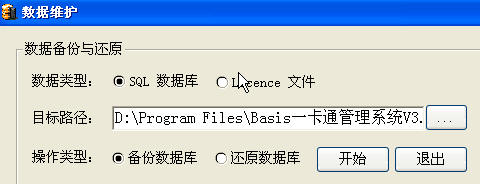 数据维护
数据备份与还原
数据类型： SQL 数据库 Licence 文件
目标路径： D:\Program Files\Basis一卡通管理系统V3. ...
操作类型： 备份数据库 还原数据库 开始 退出